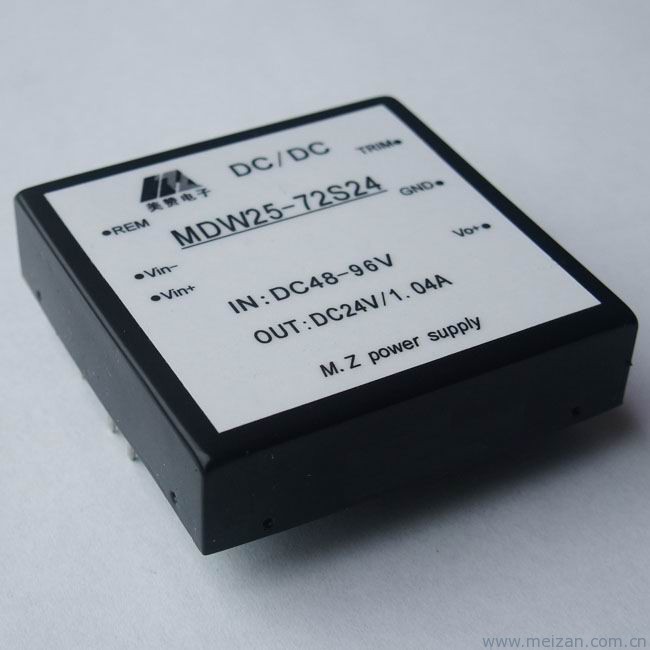 DC/DC
TRIM
美赞电子
REM
MDW25-72S24
GND
Vin-
Vo+
Vin+
IN:DC48-96V
OUT:DC24V/1.04A
M.Z power supply
www.meizan.com.cn